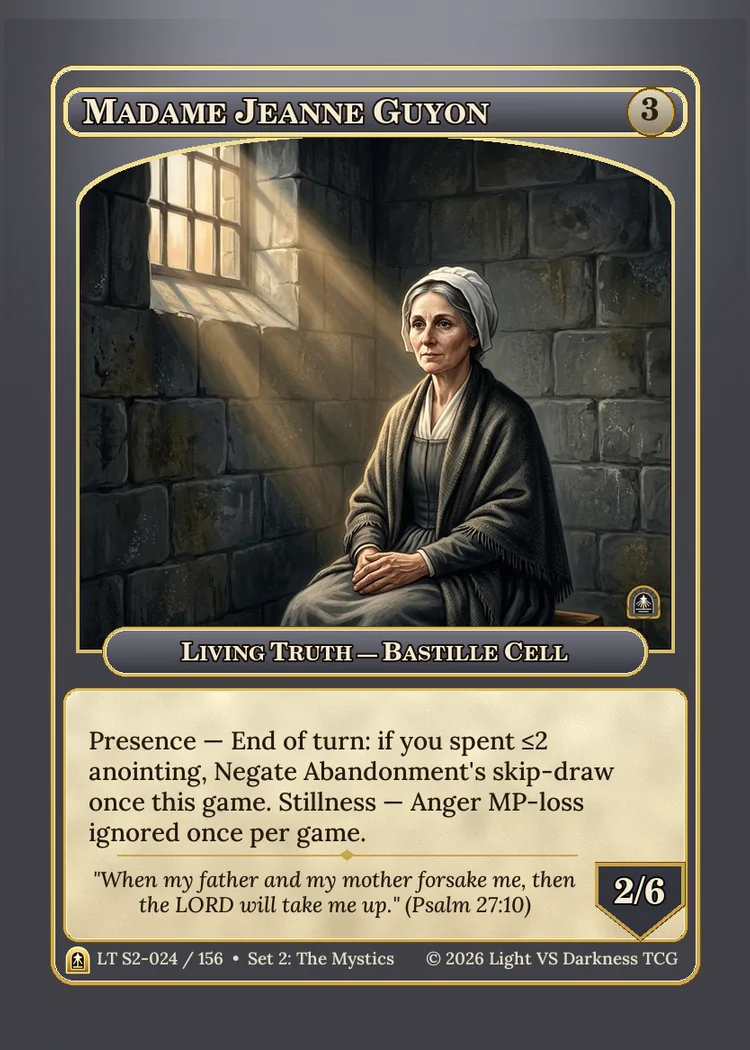 Madame Jeanne Guyon
3
Living Truth — Bastille Cell
Presence — End of turn: if you spent ≤2
anointing, Negate Abandonment's skip-draw
once this game. Stillness — Anger MP-loss
ignored once per game.
"When my father and my mother forsake me, then
the LORD will take me up." (Psalm 27:10)
2/6
LT S2-024 / 156 • Set 2: The Mystics © 2026 Light VS Darkness TCG